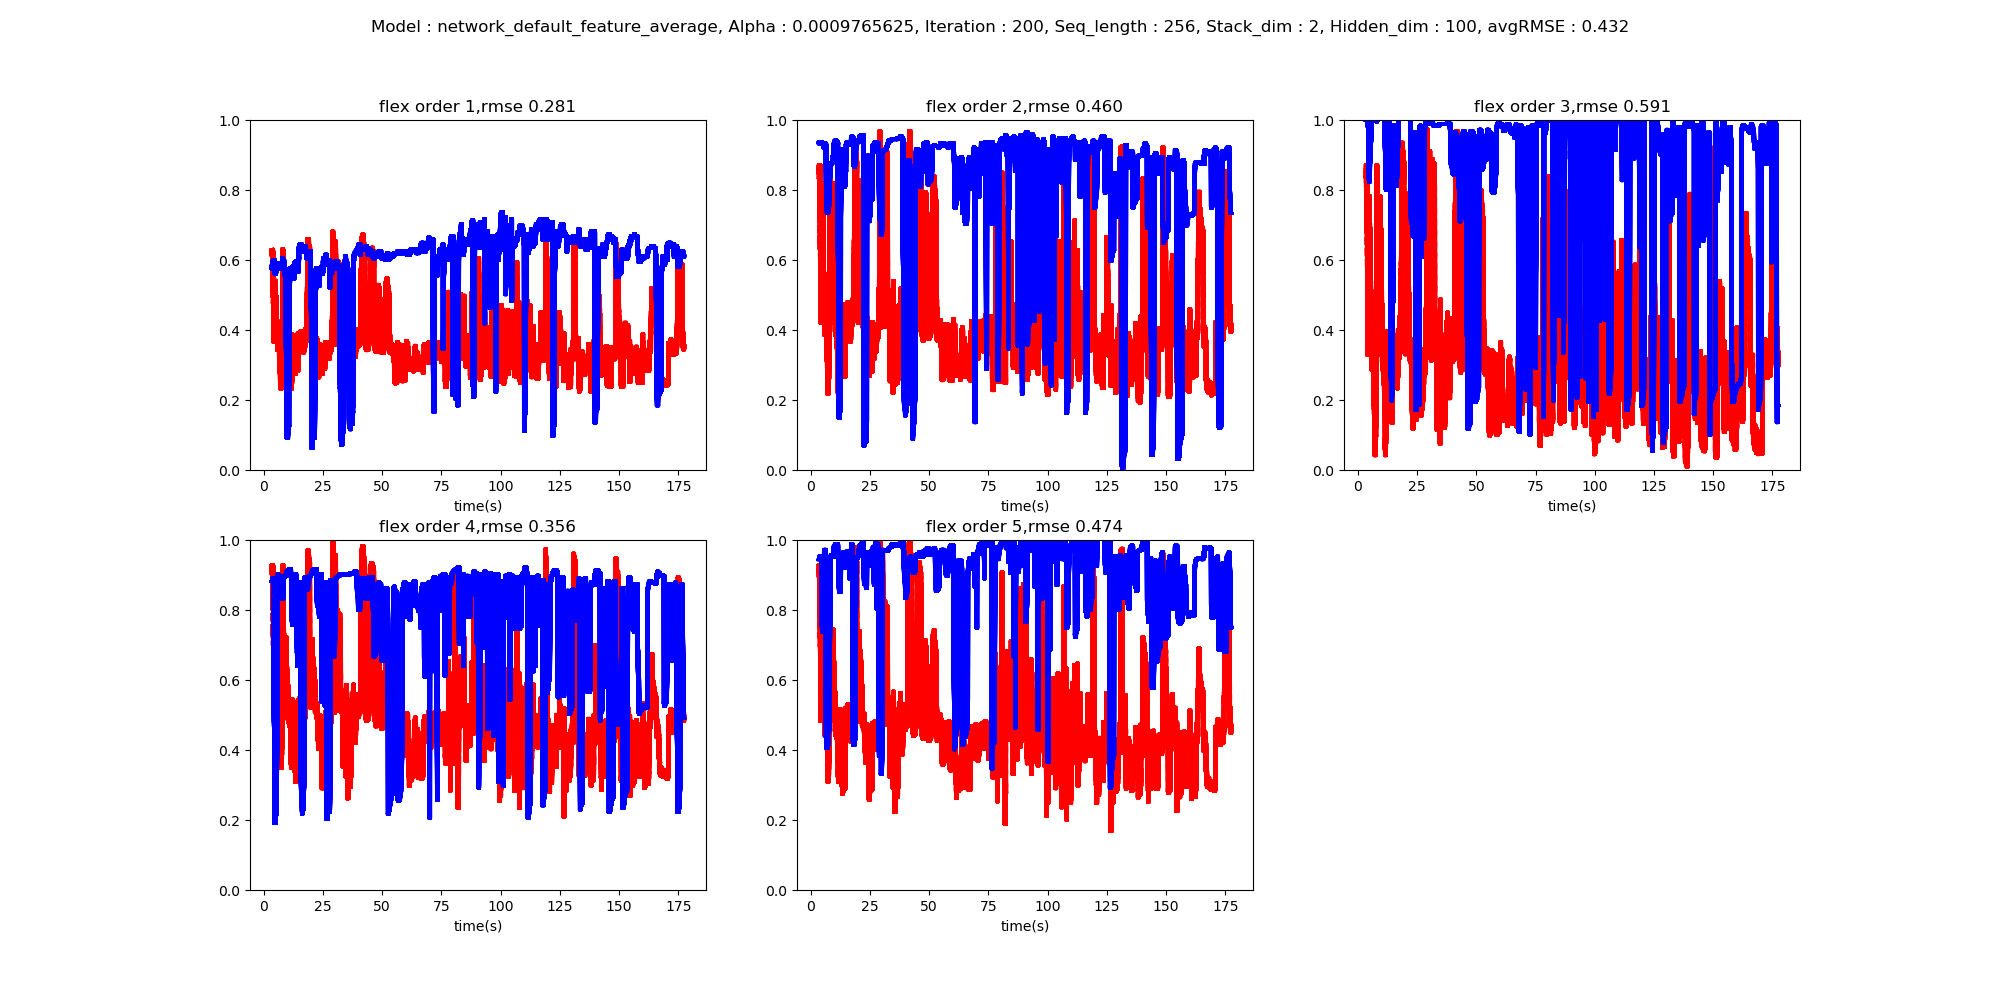 Model : network_default_feature_average, Alpha : 0.0009765625, Iteration : 200, Seq_length : 256, Stack_dim : 2, Hidden_dim : 100, avgRMSE : 0.432
flex order 1,rmse 0.281
1.0
0.8
0.6
0.4
0.2
0.0
0 25 50 75 100 125 150 175
time(s)
flex order 2,rmse 0.460
1.0
0.8
0.6
0.4
0.2
0.0
0 25 50 75 100 125 150 175
time(s)
flex order 3,rmse 0.591
1.0
0.8
0.6
0.4
0.2
0.0
0 25 50 75 100 125 150 175
time(s)
flex order 4,rmse 0.356
1.0
0.8
0.6
0.4
0.2
0.0
0 25 50 75 100 125 150 175
time(s)
flex order 5,rmse 0.474
1.0
0.8
0.6
0.4
0.2
0.0
0 25 50 75 100 125 150 175
time(s)